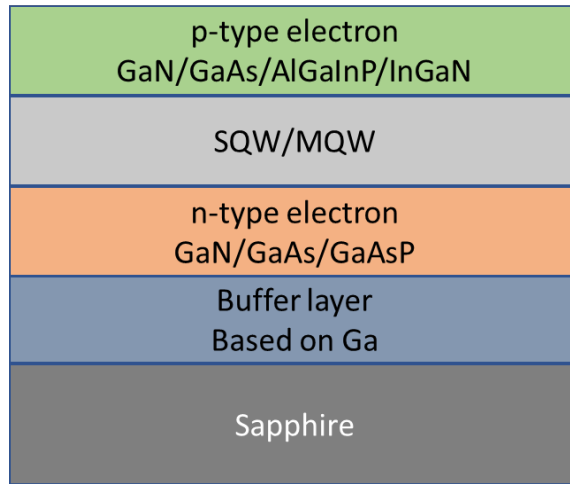 p-type electron
GaN/GaAs/AlGaInP/InGaN
SQW/MQW
n-type electron
GaN/GaAs/GaAsP
Buffer layer
Based on Ga
Sapphire